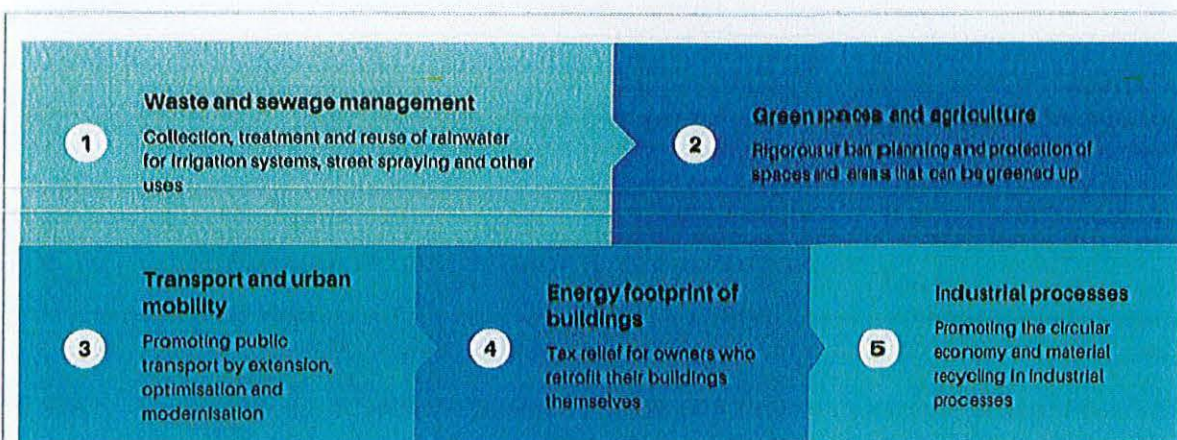 1
Waste and sewage management
Collection, treatment and reuse of rainwater
for irrigation systems, street spraying and other
uses
2
Green spaces and agriculture
Rigorous urban planning and protection of
spaces and areas that can be greened up
3
Transport and urban
mobility
Promoting public
transport by extension,
optimisation and
modernisation
4
Energy footprint of
buildings
Tax relief for owners who
retrofit their buildings
themselves
5
Industrial processes
Promoting the circular
economy and material
recycling in industrial
processes